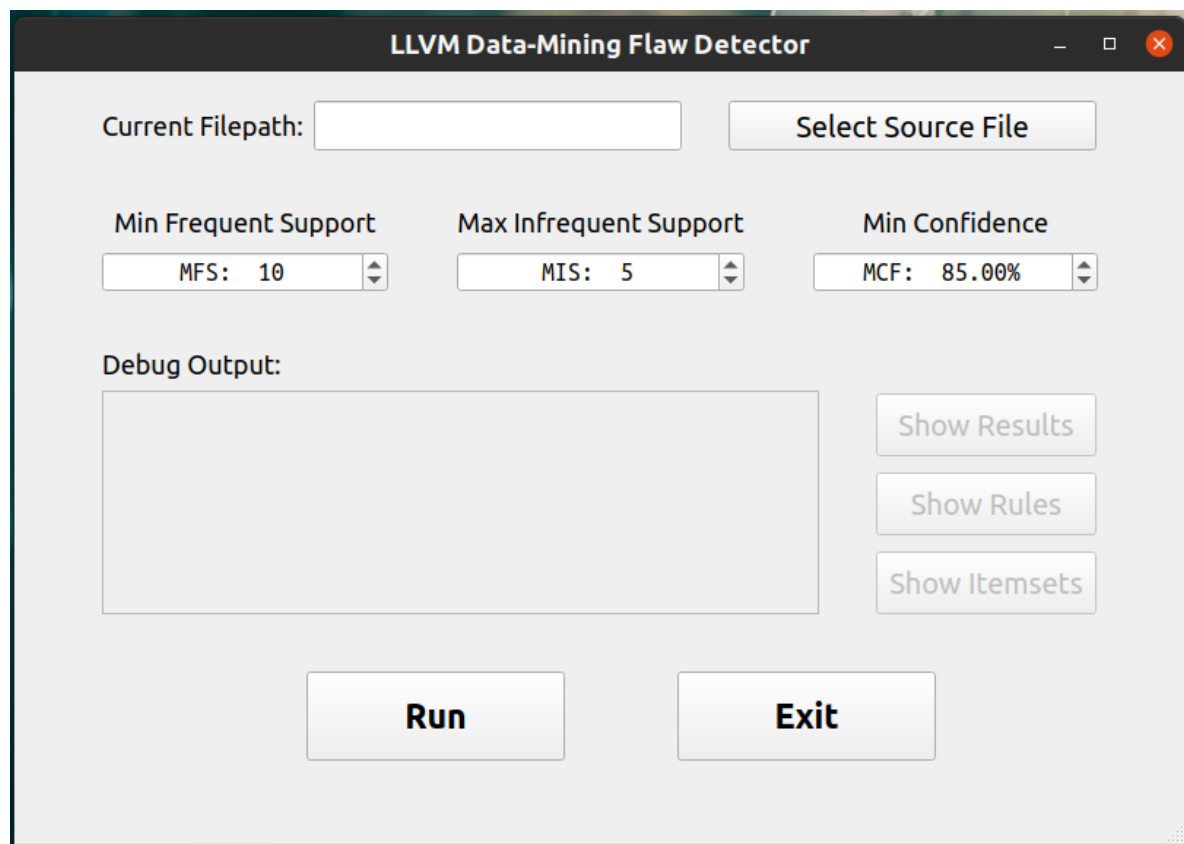 LLVM Data-Mining Flaw Detector
Current Filepath: Select Source File
Min Frequent Support Max Infrequent Support Min Confidence
MFS: 10 MIS: 5 MCF: 85.00%
Debug Output:
Show Results
Show Rules
Show Itemsets
Run Exit